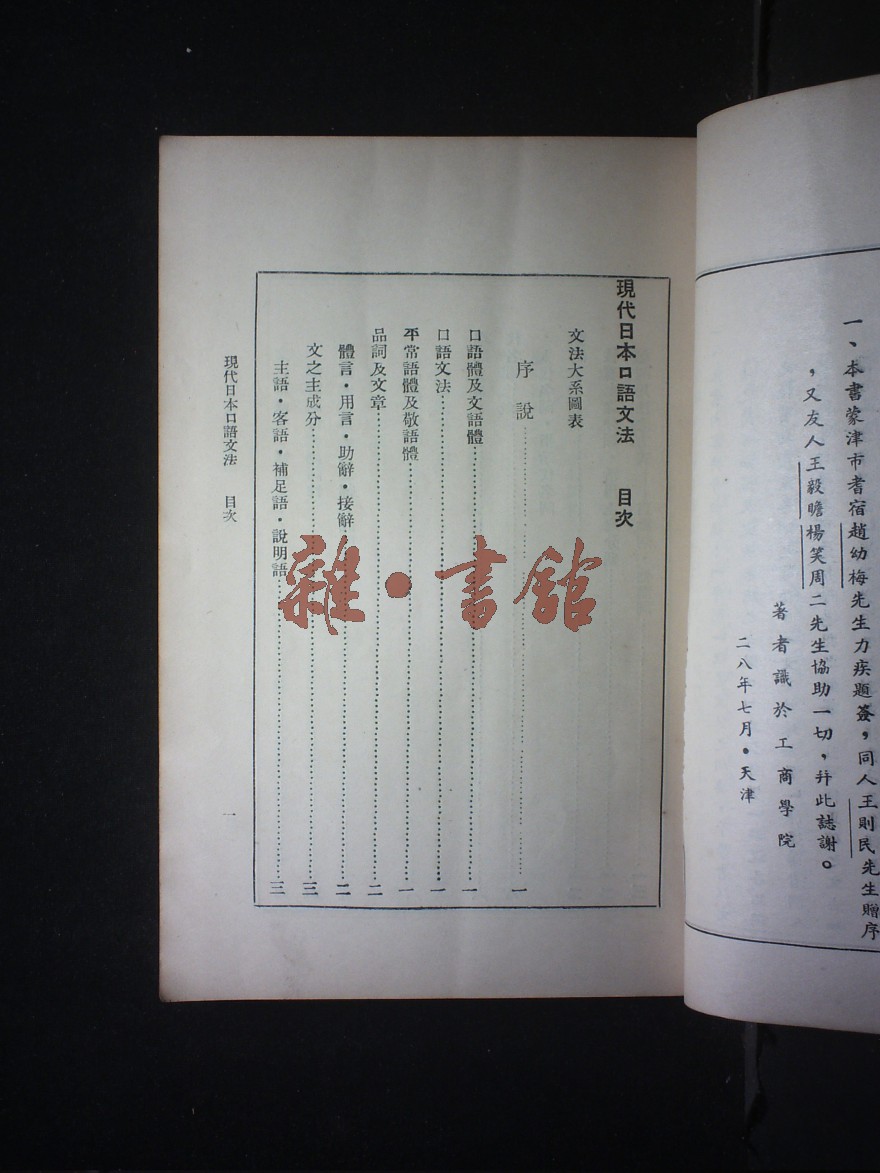 一、本書蒙津市耆宿趙幼梅先生力疾題簽，同人王則民先生贈序
，又友人王毅曕楊笑周二先生協助一切，幷此誌謝。
著者識於工商學院
二八年七月·天津
現代日本口語文法 目次
文法大系圖表
序說…………一
口語體及文語體…………一
口語文法…………一
平常語體及敬語體…………一
品詞及文章…………二
體言·用言·助辭·接辭…………二
文之主成分…………三
主語·客語·補足語·說明語…………三
現代日本口語文法 目次
一
雜·書館